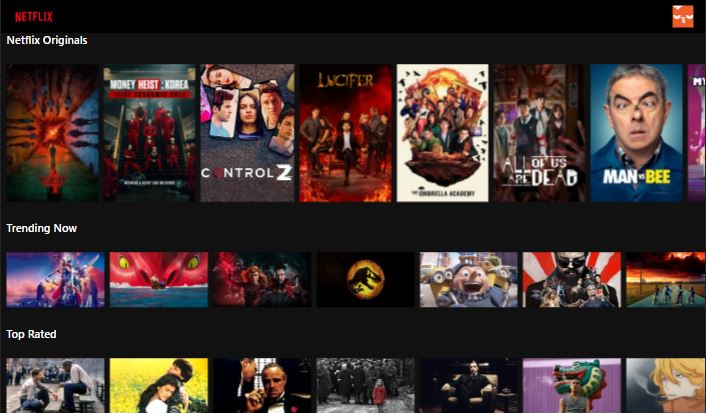 NETFLIX
Netflix Originals
MONEY HEIST : KOREA
LUCIFER
CONTROL Z
THE UMBRELLA ACADEMY
ALL OF US ARE DEAD
MAN VS BEE
Trending Now
Top Rated